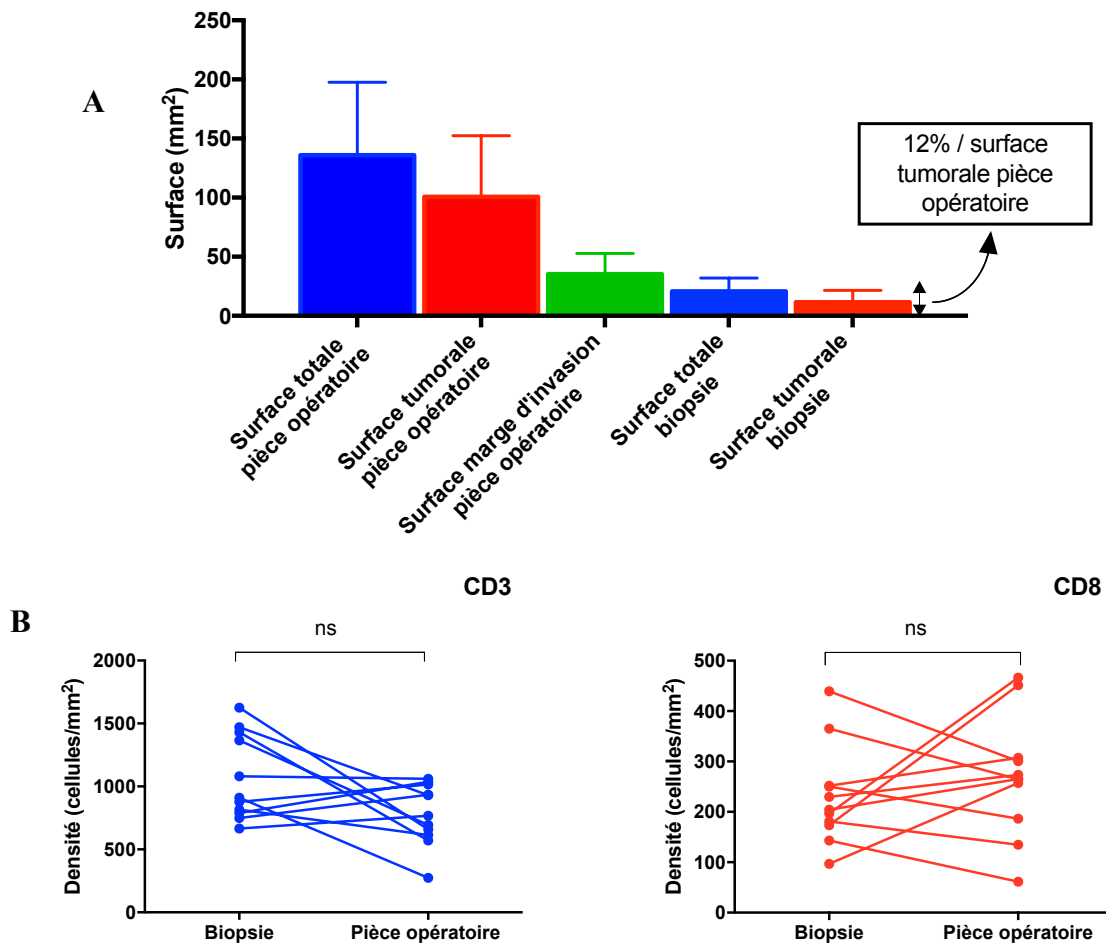 A
Surface (mm²)
250
200
150
100
50
0
Surface totale
pièce opératoire
Surface tumorale
pièce opératoire
Surface marge d'invasion
pièce opératoire
Surface totale
biopsie
Surface tumorale
biopsie
12% / surface
tumorale pièce
opératoire
B
CD3
ns
Densité (cellules/mm²)
2000
1500
1000
500
0
Biopsie
Pièce opératoire
CD8
ns
Densité (cellules/mm²)
500
400
300
200
100
0
Biopsie
Pièce opératoire